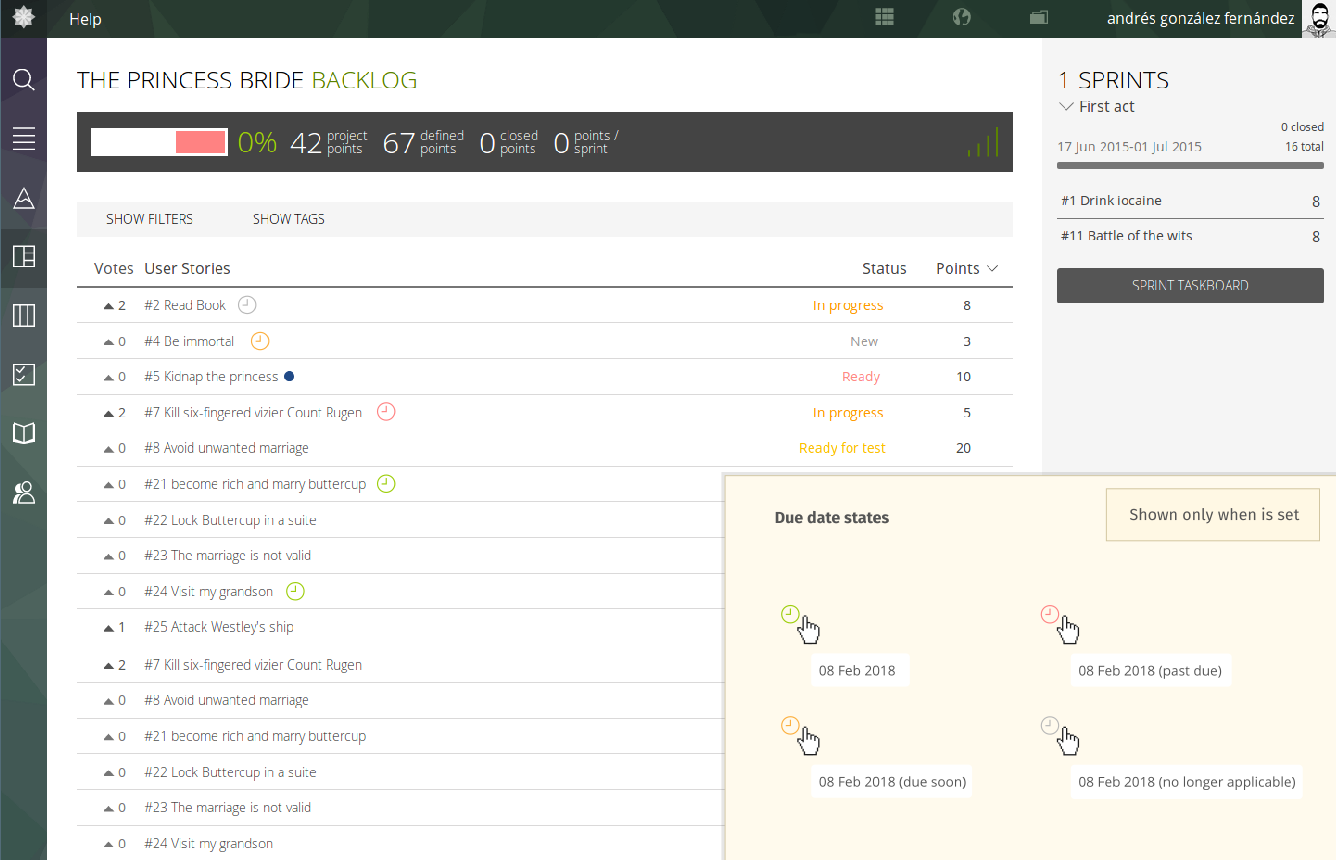 Help
andrés gonzález fernández
THE PRINCESS BRIDE BACKLOG
0% 42 project points 67 defined points 0 closed points 0 points / sprint
SHOW FILTERS SHOW TAGS
Votes User Stories Status Points
2 #2 Read Book In progress 8
0 #4 Be immortal New 3
0 #5 Kidnap the princess Ready 10
2 #7 Kill six-fingered vizier Count Rugen In progress 5
0 #8 Avoid unwanted marriage Ready for test 20
0 #21 become rich and marry buttercup
0 #22 Lock Buttercup in a suite
0 #23 The marriage is not valid
0 #24 Visit my grandson
1 #25 Attack Westley's ship
2 #7 Kill six-fingered vizier Count Rugen
0 #8 Avoid unwanted marriage
0 #21 become rich and marry buttercup
0 #22 Lock Buttercup in a suite
0 #23 The marriage is not valid
0 #24 Visit my grandson
1 SPRINTS
First act
0 closed
17 Jun 2015-01 Jul 2015 16 total
#1 Drink iocaine 8
#11 Battle of the wits 8
SPRINT TASKBOARD
Due date states
Shown only when is set
08 Feb 2018
08 Feb 2018 (past due)
08 Feb 2018 (due soon)
08 Feb 2018 (no longer applicable)